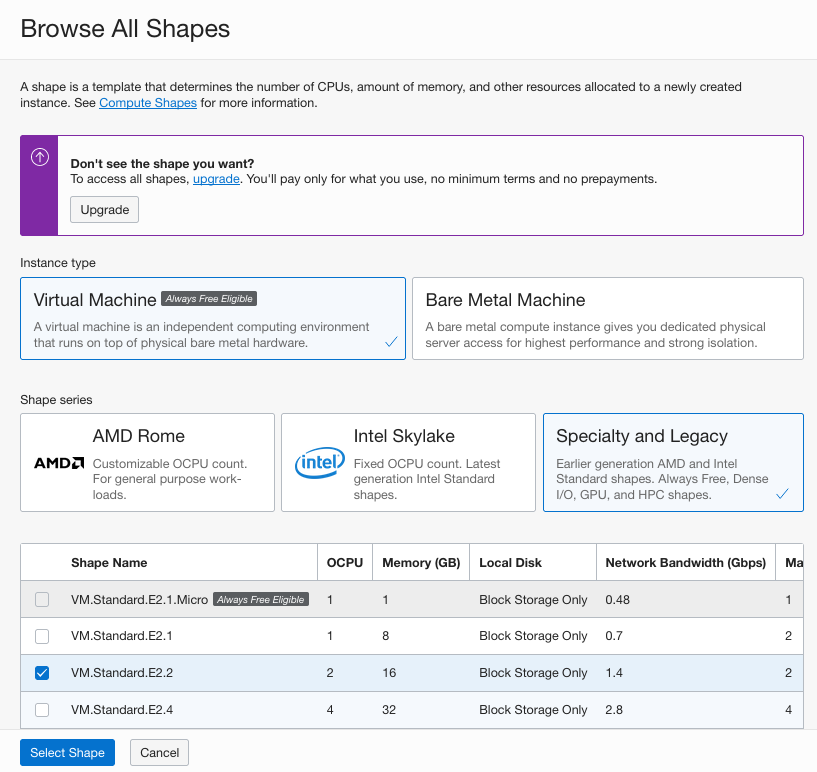 Browse All Shapes
A shape is a template that determines the number of CPUs, amount of memory, and other resources allocated to a newly created
instance. See Compute Shapes for more information.
Don't see the shape you want?
To access all shapes, upgrade. You'll pay only for what you use, no minimum terms and no prepayments.
Upgrade
Instance type
Virtual Machine Always Free Eligible
A virtual machine is an independent computing environment
that runs on top of physical bare metal hardware.
Bare Metal Machine
A bare metal compute instance gives you dedicated physical
server access for highest performance and strong isolation.
Shape series
AMD
AMD Rome
Customizable OCPU count.
For general purpose work-
loads.
intel
Intel Skylake
Fixed OCPU count. Latest
generation Intel Standard
shapes.
Specialty and Legacy
Earlier generation AMD and Intel
Standard shapes. Always Free, Dense
I/O, GPU, and HPC shapes.
Shape Name OCPU Memory (GB) Local Disk Network Bandwidth (Gbps) Ma
VM.Standard.E2.1.Micro Always Free Eligible 1 1 Block Storage Only 0.48 1
VM.Standard.E2.1 1 8 Block Storage Only 0.7 2
VM.Standard.E2.2 2 16 Block Storage Only 1.4 2
VM.Standard.E2.4 4 32 Block Storage Only 2.8 4
Select Shape Cancel